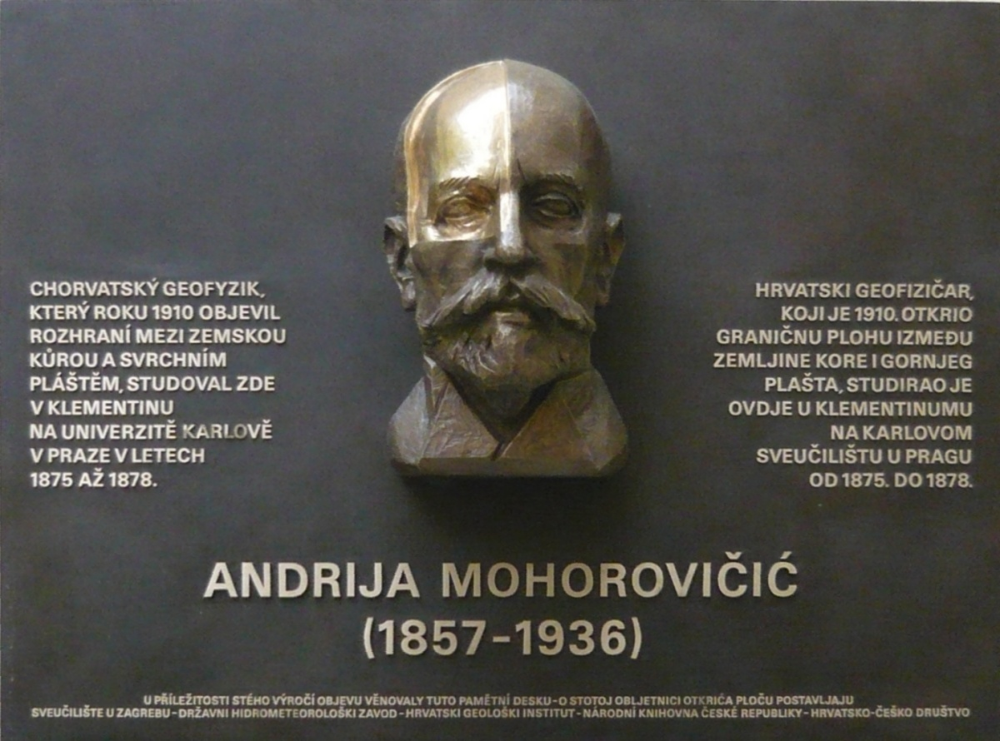 CHORVATSKÝ GEOFYZIK,
KTERÝ ROKU 1910 OBJEVIL
ROZHRANÍ MEZI ZEMSKOU
KŮROU A SVRCHNÍM
PLÁŠTĚM, STUDOVAL ZDE
V KLEMENTINU
NA UNIVERZITĚ KARLOVĚ
V PRAZE V LETECH
1875 AŽ 1878.
HRVATSKI GEOFIZIČAR,
KOJI JE 1910. OTKRIO
GRANIČNU PLOHU IZMEĐU
ZEMLJINE KORE I GORNJEG
PLAŠTA, STUDIRAO JE
OVDJE U KLEMENTINUMU
NA KARLOVOM
SVEUČILIŠTU U PRAGU
OD 1875. DO 1878.
ANDRIJA MOHOROVIČIĆ
(1857-1936)
U PŘÍLEŽITOSTI STÉHO VÝROČÍ OBJEVU VĚNOVALY TUTO PAMĚTNÍ DESKU-O STOTOJ OBLJETNICI OTKRIĆA PLOČU POSTAVLJAJU
SVEUČILIŠTE U ZAGREBU-DRŽAVNI HIDROMETEOROLOŠKI ZAVOD-HRVATSKI GEOLOŠKI INSTITUT-NÁRODNÍ KNIHOVNA ČESKÉ REPUBLIKY-HRVATSKO-ČEŠKO DRUŠTVO